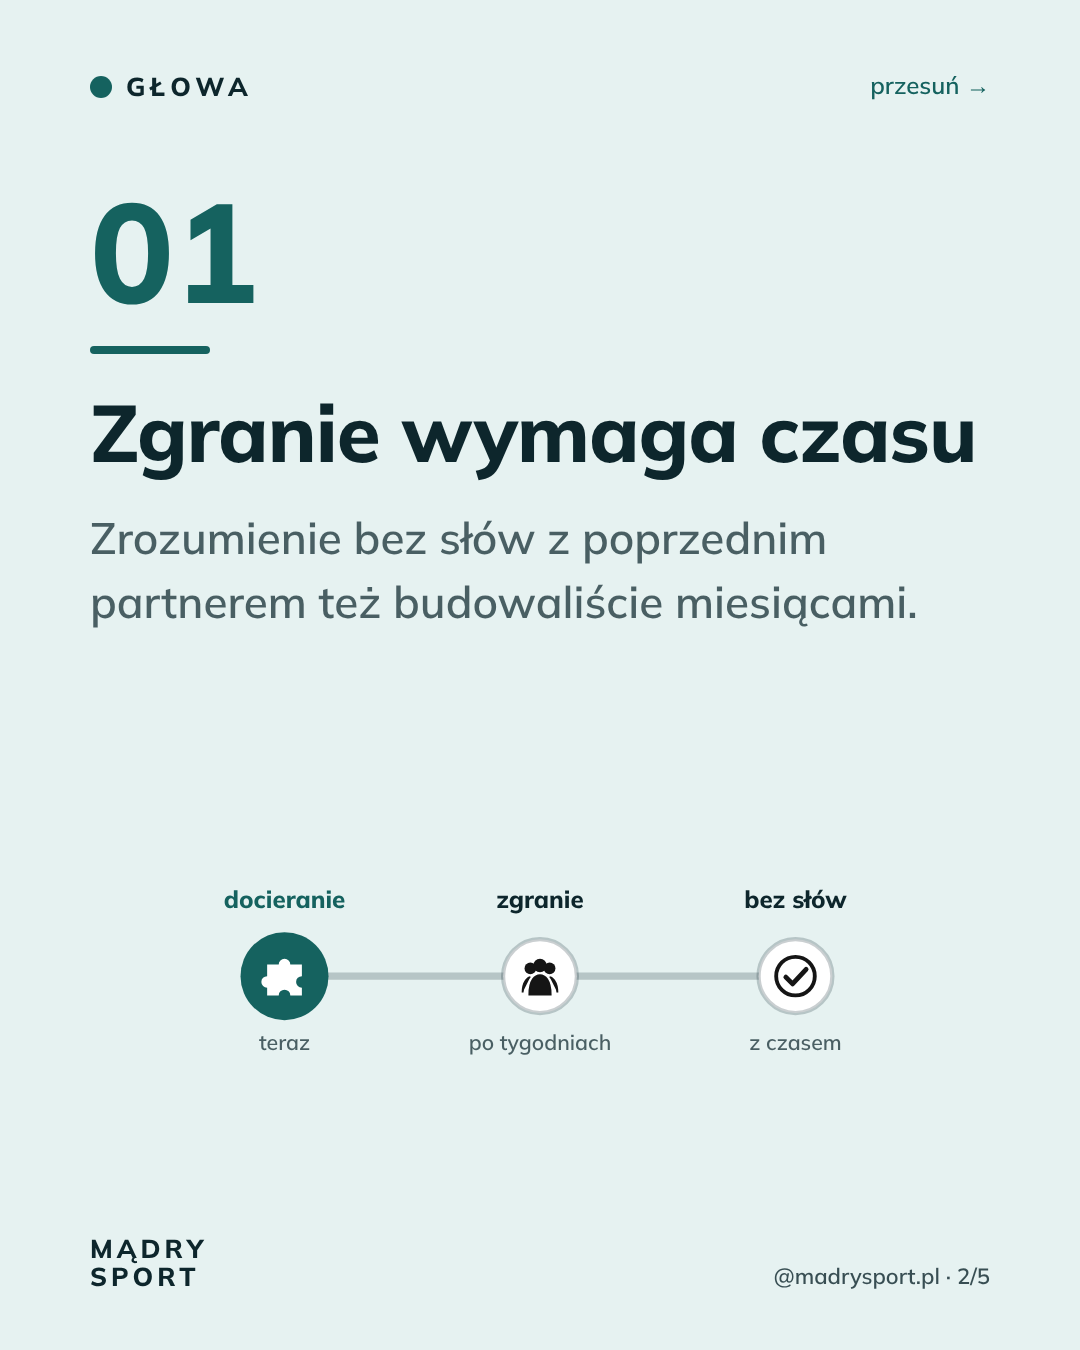 GŁOWA
przesuń →
01
Zgranie wymaga czasu
Zrozumienie bez słów z poprzednim
partnerem też budowaliście miesiącami.
docieranie
zgranie
bez słów
teraz
po tygodniach
z czasem
MĄDRY
SPORT
@madrysport.pl · 2/5